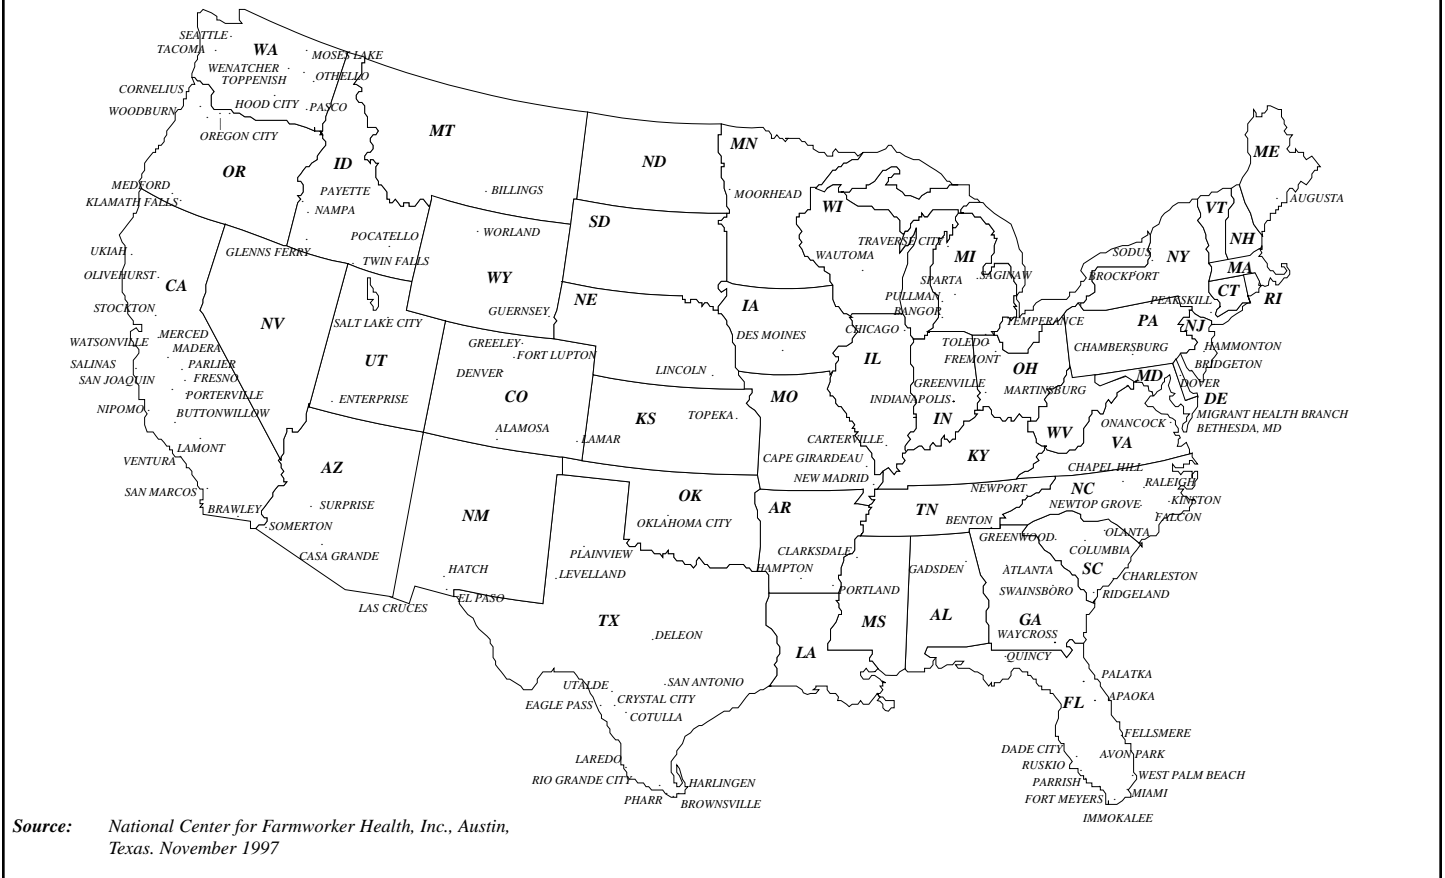 SEATTLE
TACOMA
WA
MOSES LAKE
WENATCHER
TOPPENISH
OTHELLO
CORNELIUS
WOODBURN
HOOD CITY
PASCO
OREGON CITY
OR
ID
MT
ND
MN
MEDFORD
KLAMATH FALLS
PAYETTE
NAMPA
BILLINGS
MOORHEAD
SD
WI
ME
AUGUSTA
VT
NH
UKIAH
GLENNS FERRY
POCATELLO
TWIN FALLS
WORLAND
WY
TRAVERSE CITY
WAUTOMA
MI
SODUS
NY
BROCKPORT
MA
OLIVEHURST
CA
SPARTA
SAGINAW
CT
RI
STOCKTON
NV
SALT LAKE CITY
GUERNSEY
NE
IA
PULLMAN
BANGOR
PEAKSKILL
YEMPERANCE
PA
NJ
WATSONVILLE
MERCED
MADERA
GREELEY
FORT LUPTON
DES MOINES
CHICAGO
TOLEDO
FREMONT
CHAMBERSBURG
HAMMONTON
SALINAS
SAN JOAQUIN
PARLIER
FRESNO
PORTERVILLE
UT
DENVER
CO
LINCOLN
IL
OH
MD
BRIDGETON
DOVER
DE
NIPOMO
BUTTONWILLOW
ENTERPRISE
ALAMOSA
KS
TOPEKA
MO
GREENVILLE
INDIANAPOLIS
IN
MARTINSBURG
MIGRANT HEALTH BRANCH
BETHESDA, MD
LAMONT
LAMAR
CARTERVILLE
WV
ONANCOCK
VA
VENTURA
AZ
CAPE GIRARDEAU
NEW MADRID
KY
CHAPEL HILL
SAN MARCOS
BRAWLEY
SURPRISE
NM
OK
OKLAHOMA CITY
AR
TN
NEWPORT
BENTON
NC
NEWTOP GROVE
RALEIGH
KINSTON
FALCON
SOMERTON
CASA GRANDE
PLAINVIEW
LEVELLAND
CLARKSDALE
HAMPTON
GREENWOOD
OLANTA
COLUMBIA
SC
HATCH
LAS CRUCES
EL PASO
PORTLAND
GADSDEN
ATLANTA
SWAINSBORO
CHARLESTON
RIDGELAND
TX
DELEON
LA
MS
AL
GA
WAYCROSS
QUINCY
UTALDE
EAGLE PASS
SAN ANTONIO
CRYSTAL CITY
COTULLA
PALATKA
APAOKA
FL
FELLSMERE
LAREDO
RIO GRANDE CITY
PHARR
HARLINGEN
BROWNSVILLE
DADE CITY
RUSKIO
AVON PARK
PARRISH
FORT MEYERS
WEST PALM BEACH
MIAMI
IMMOKALEE
Source: National Center for Farmworker Health, Inc., Austin,
Texas. November 1997